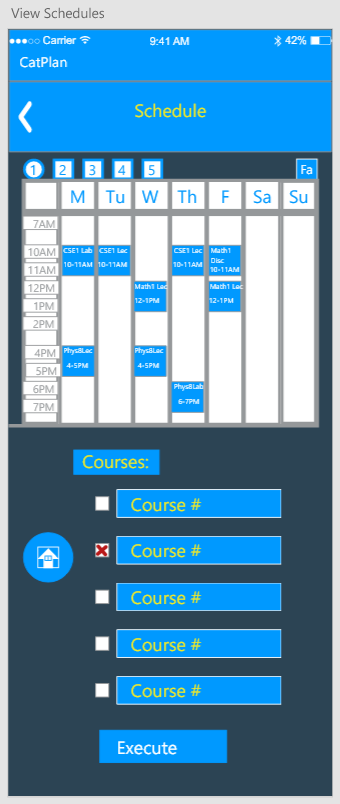 View Schedules
Carrier 9:41 AM 42%
CatPlan
Schedule
1 2 3 4 5 Fa
M Tu W Th F Sa Su
7AM
10AM CSE1 Lab CSE1 Lec CSE1 Lec Math1 Disc
11AM 10-11AM 10-11AM 10-11AM 10-11AM
12PM Math1 Lec Math1 Lec
1PM 12-1PM 12-1PM
2PM
4PM Phys8Lec Phys8Lec
5PM 4-5PM 4-5PM
6PM Phys8Lab
7PM 6-7PM
Courses:
Course #
Course #
Course #
Course #
Course #
Execute